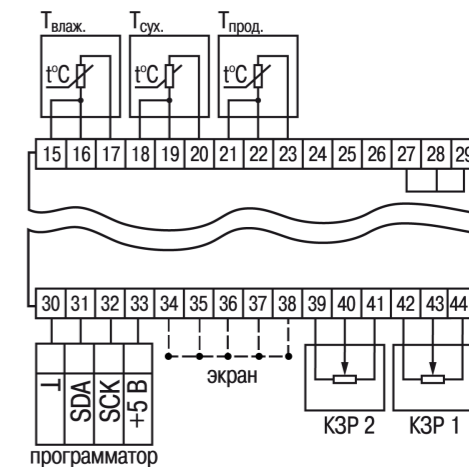 Tвлаж. Tсух. Tпрод.
t°C t°C t°C
15 16 17 18 19 20 21 22 23 24 25 26 27 28 29
30 31 32 33 34 35 36 37 38 39 40 41 42 43 44
⊥
SDA
SCK
+5 В
экран
КЗР 2 КЗР 1
программатор